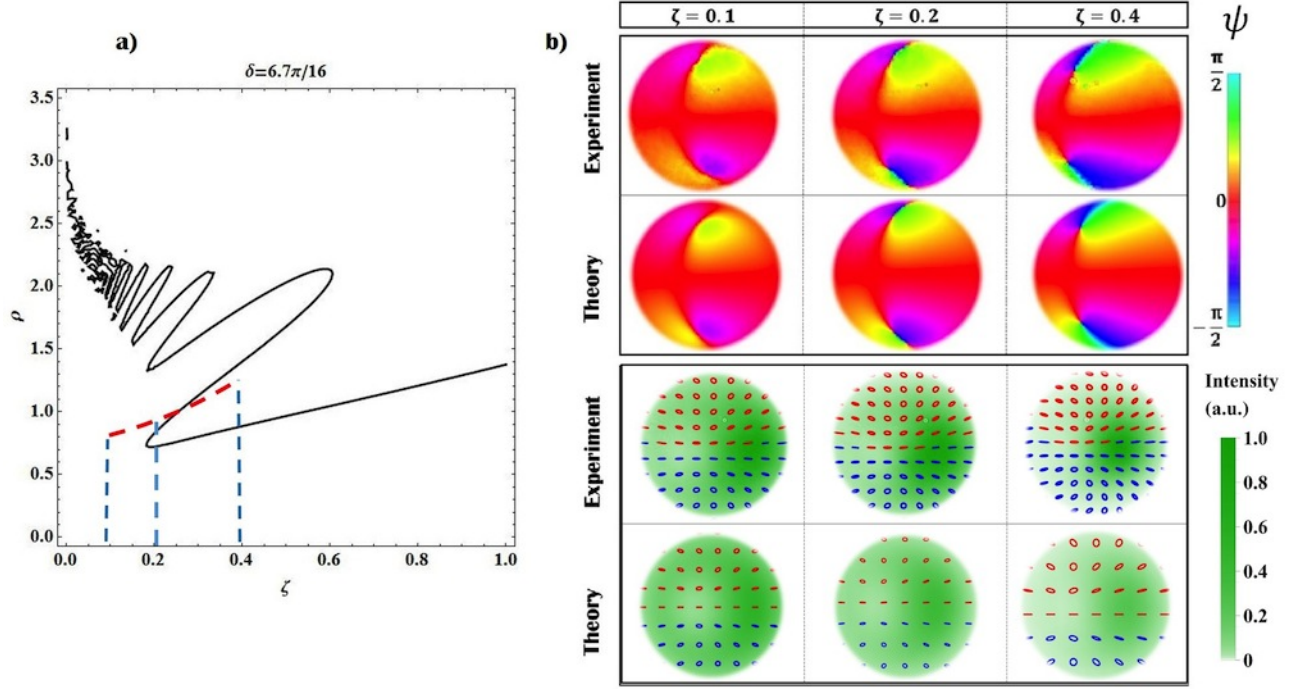 a)
δ=6.7π/16
3.5
3.0
2.5
2.0
1.5
1.0
0.5
0.0
ρ
0.0 0.2 0.4 0.6 0.8 1.0
ζ
b)
ζ = 0.1 ζ = 0.2 ζ = 0.4
Experiment
Theory
Experiment
Theory
ψ
π/2
0
−π/2
Intensity
(a.u.)
1.0
0.8
0.6
0.4
0.2
0